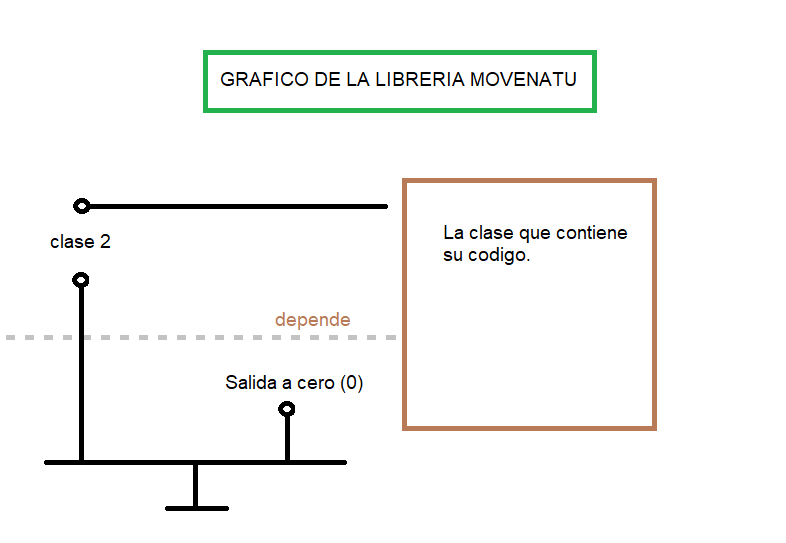 GRAFICO DE LA LIBRERIA MOVENATU
La clase que contiene
su codigo.
clase 2
depende
Salida a cero (0)